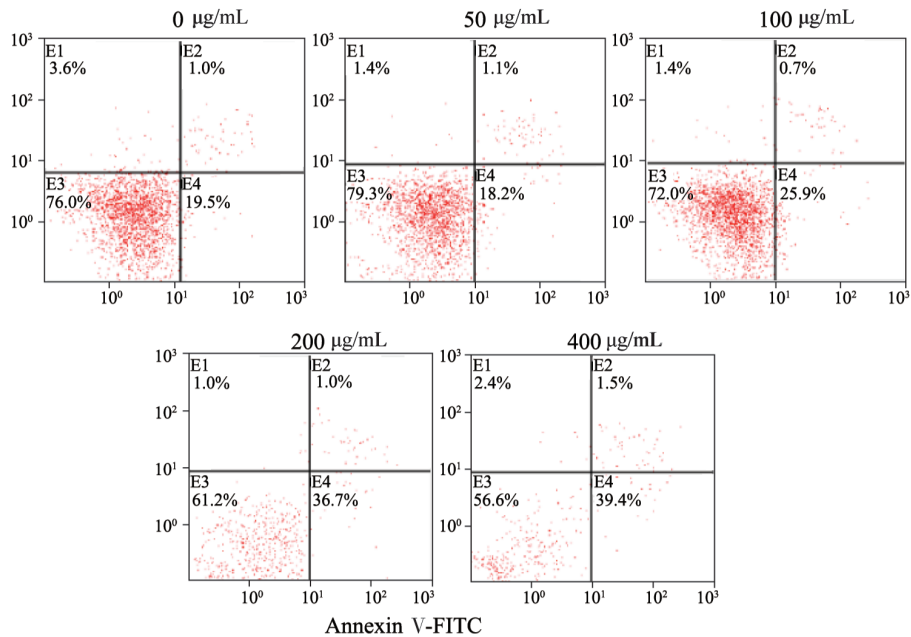 0 μg/mL
50 μg/mL
100 μg/mL
10³
E1
3.6%
E2
1.0%
10²
10¹
E3
76.0%
E4
19.5%
10⁰
10⁰
10¹
10²
10³
10³
E1
1.4%
E2
1.1%
10²
10¹
E3
79.3%
E4
18.2%
10⁰
10⁰
10¹
10²
10³
10³
E1
1.4%
E2
0.7%
10²
10¹
E3
72.0%
E4
25.9%
10⁰
10⁰
10¹
10²
10³
200 μg/mL
400 μg/mL
10³
E1
1.0%
E2
1.0%
10²
10¹
E3
61.2%
E4
36.7%
10⁰
10⁰
10¹
10²
10³
10³
E1
2.4%
E2
1.5%
10²
10¹
E3
56.6%
E4
39.4%
10⁰
10⁰
10¹
10²
10³
Annexin V-FITC